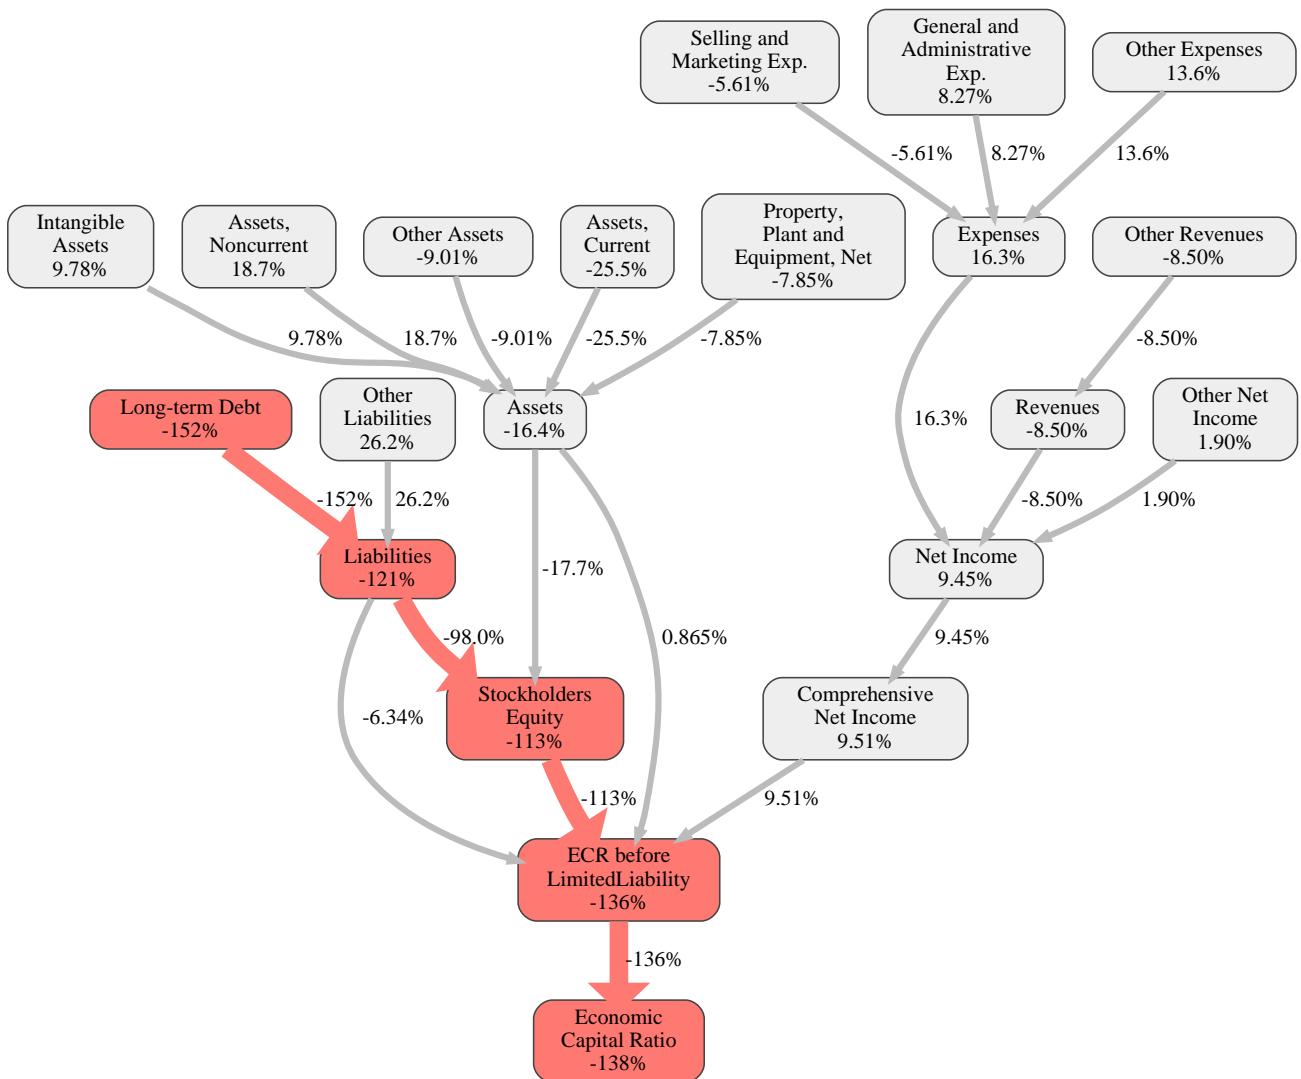 Selling and
Marketing Exp.
-5.61%
General and
Administrative
Exp.
8.27%
Other Expenses
13.6%
-5.61%
8.27%
13.6%
Intangible
Assets
9.78%
Assets,
Noncurrent
18.7%
Other Assets
-9.01%
Assets,
Current
-25.5%
Property,
Plant and
Equipment, Net
-7.85%
Expenses
16.3%
Other Revenues
-8.50%
9.78%
18.7%
-9.01%
-25.5%
-7.85%
-8.50%
Long-term Debt
-152%
Other
Liabilities
26.2%
Assets
-16.4%
16.3%
Revenues
-8.50%
Other Net
Income
1.90%
-152%
26.2%
-8.50%
1.90%
Liabilities
-121%
-17.7%
Net Income
9.45%
-98.0%
0.865%
9.45%
Stockholders
Equity
-113%
-6.34%
Comprehensive
Net Income
9.51%
-113%
9.51%
ECR before
LimitedLiability
-136%
-136%
Economic
Capital Ratio
-138%